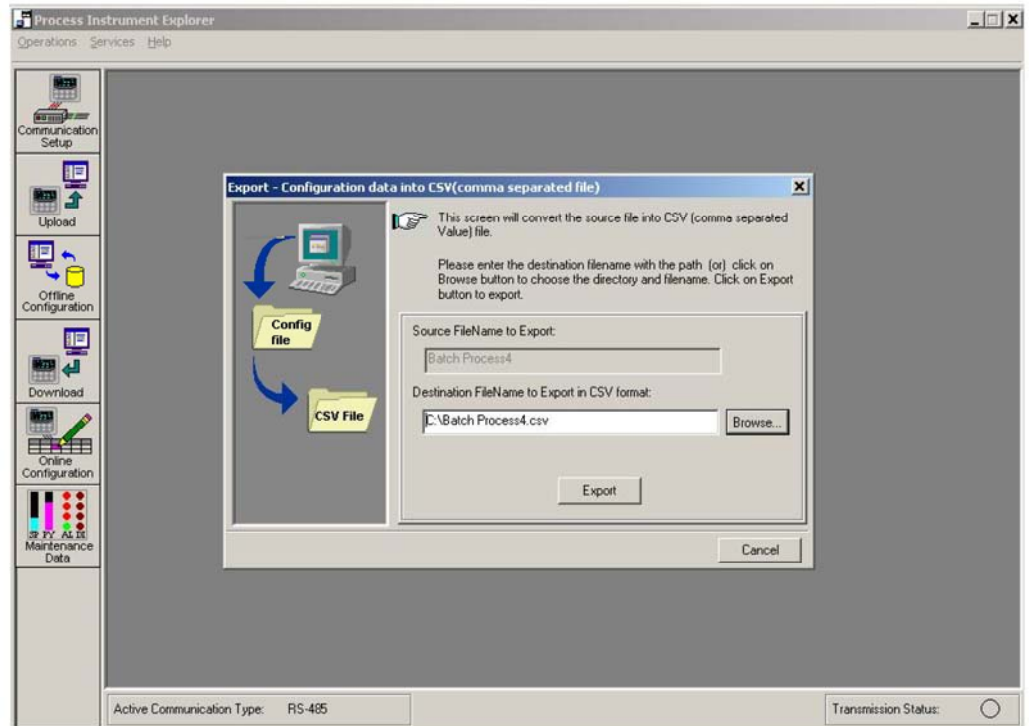 Process Instrument Explorer
Operations Services Help
Communication
Setup
Upload
Offline
Configuration
Download
Online
Configuration
SP PY AL DI
Maintenance
Data
Export - Configuration data into CSV(comma separated file)
This screen will convert the source file into CSV (comma separated
Value) file.
Please enter the destination filename with the path (or) click on
Browse button to choose the directory and filename. Click on Export
button to export.
Config
file
CSV File
Source FileName to Export:
Batch Process4
Destination FileName to Export in CSV format:
C:\Batch Process4.csv
Browse...
Export
Cancel
Active Communication Type: RS-485
Transmission Status: